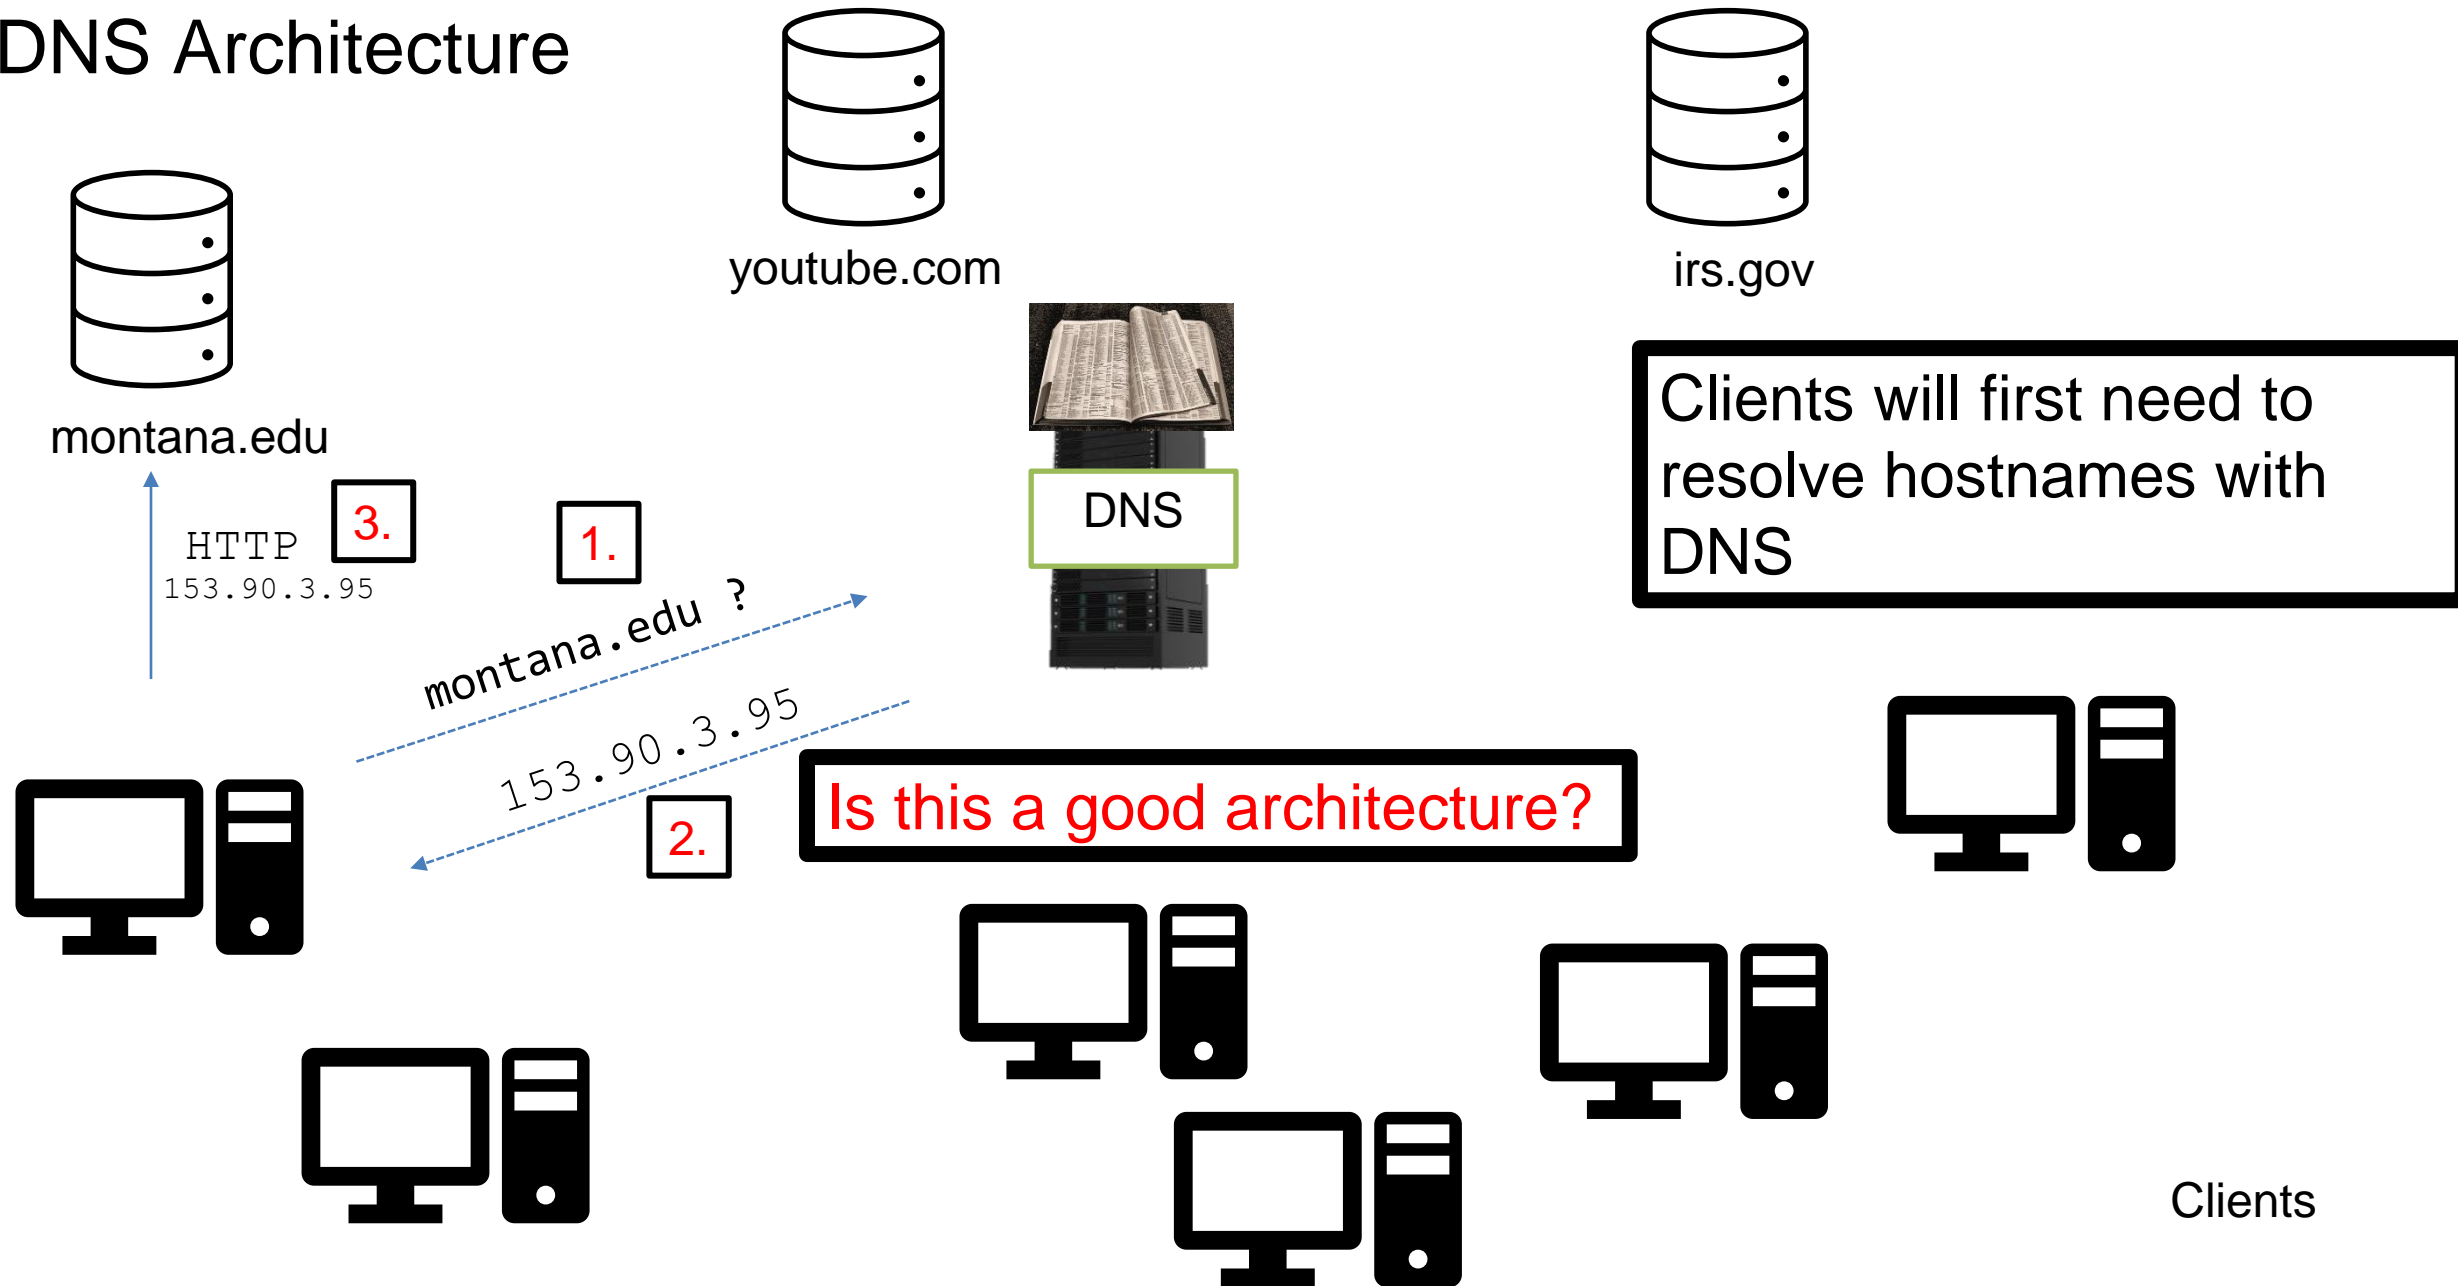 DNS Architecture
youtube.com
irs.gov
montana.edu
Clients will first need to
resolve hostnames with
DNS
DNS
3.
1.
HTTP
153.90.3.95
montana.edu ?
153.90.3.95
2.
Is this a good architecture?
Clients